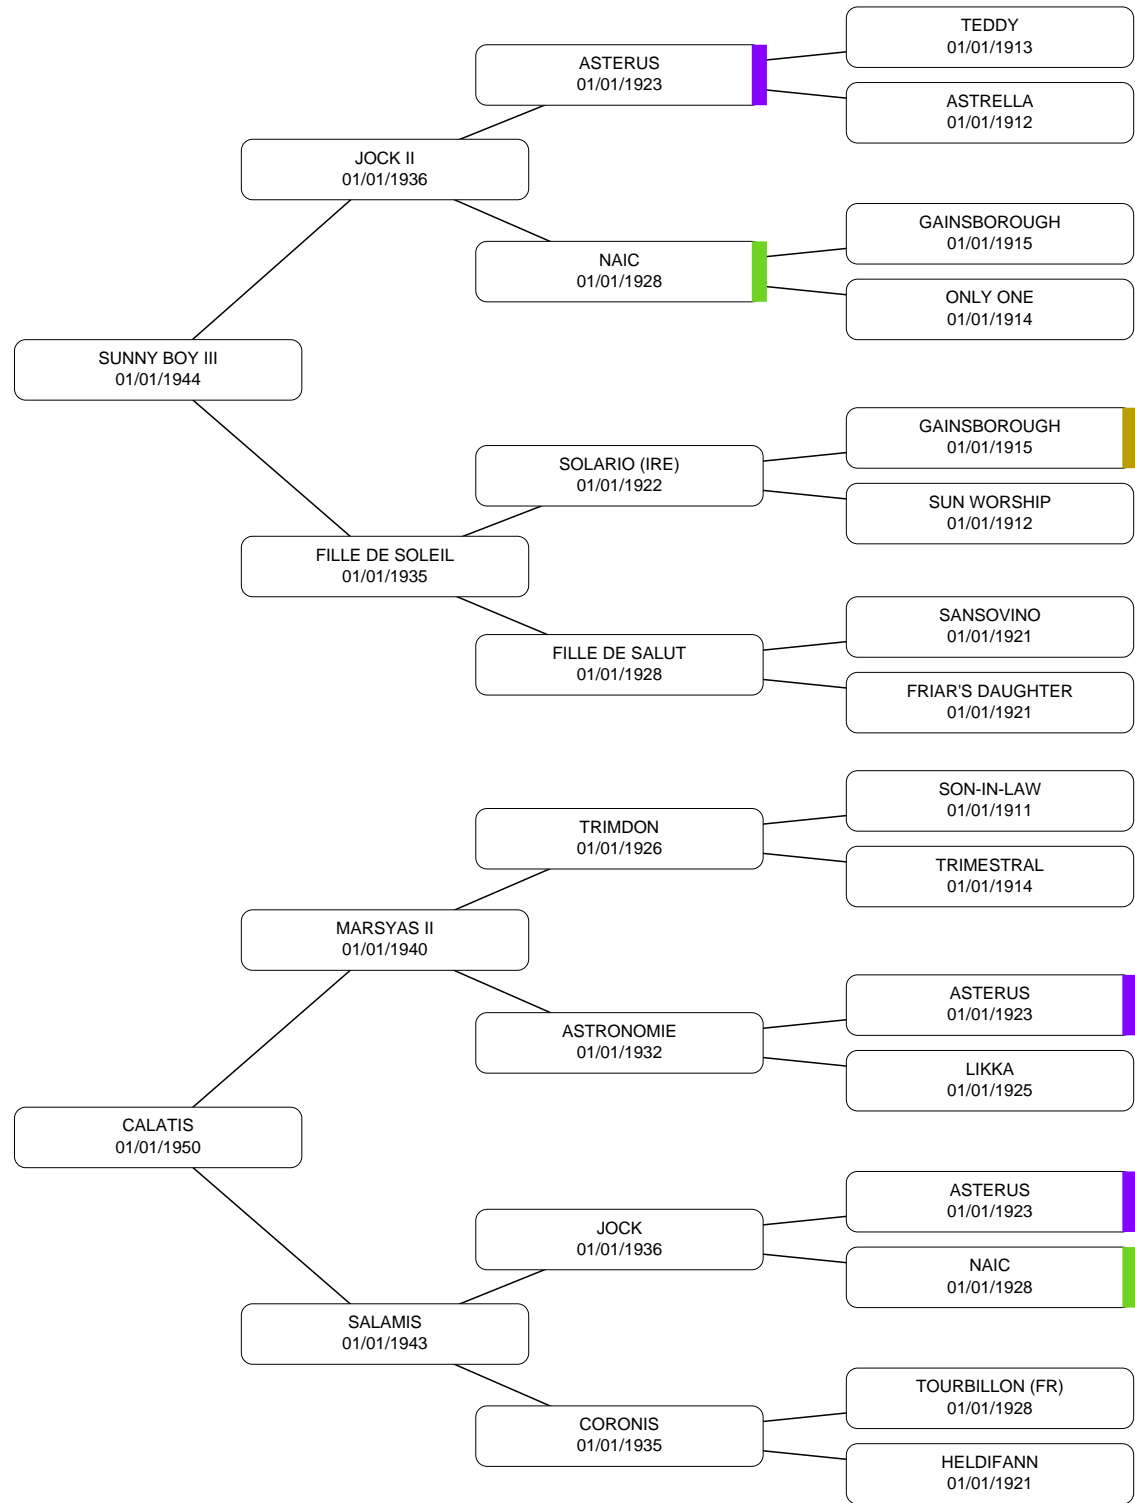 TEDDY
01/01/1913
ASTERUS
01/01/1923
ASTRELLA
01/01/1912
JOCK II
01/01/1936
GAINSBOROUGH
01/01/1915
NAIC
01/01/1928
ONLY ONE
01/01/1914
SUNNY BOY III
01/01/1944
GAINSBOROUGH
01/01/1915
SOLARIO (IRE)
01/01/1922
SUN WORSHIP
01/01/1912
FILLE DE SOLEIL
01/01/1935
SANSOVINO
01/01/1921
FILLE DE SALUT
01/01/1928
FRIAR'S DAUGHTER
01/01/1921
SON-IN-LAW
01/01/1911
TRIMDON
01/01/1926
TRIMESTRAL
01/01/1914
MARSYAS II
01/01/1940
ASTERUS
01/01/1923
ASTRONOMIE
01/01/1932
LIKKA
01/01/1925
CALATIS
01/01/1950
ASTERUS
01/01/1923
JOCK
01/01/1936
NAIC
01/01/1928
SALAMIS
01/01/1943
TOURBILLON (FR)
01/01/1928
CORONIS
01/01/1935
HELDIFANN
01/01/1921